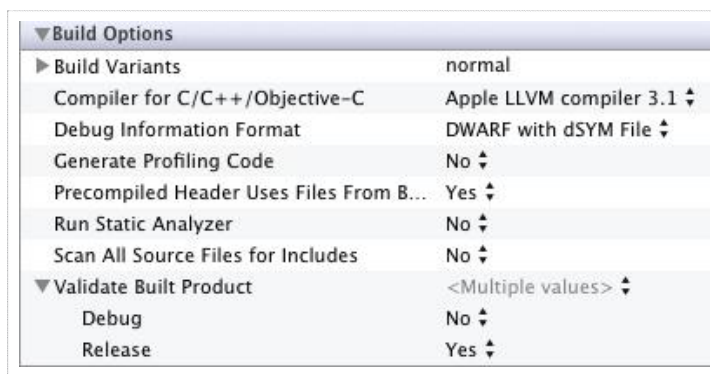 Build Options
Build Variants normal
Compiler for C/C++/Objective-C Apple LLVM compiler 3.1
Debug Information Format DWARF with dSYM File
Generate Profiling Code No
Precompiled Header Uses Files From B... Yes
Run Static Analyzer No
Scan All Source Files for Includes No
Validate Built Product <Multiple values>
Debug No
Release Yes